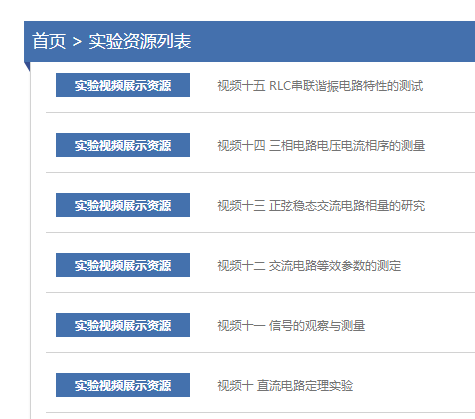 首页 > 实验资源列表
实验视频展示资源 视频十五 RLC串联谐振电路特性的测试
实验视频展示资源 视频十四 三相电路电压电流相序的测量
实验视频展示资源 视频十三 正弦稳态交流电路相量的研究
实验视频展示资源 视频十二 交流电路等效参数的测定
实验视频展示资源 视频十一 信号的观察与测量
实验视频展示资源 视频十 直流电路定理实验